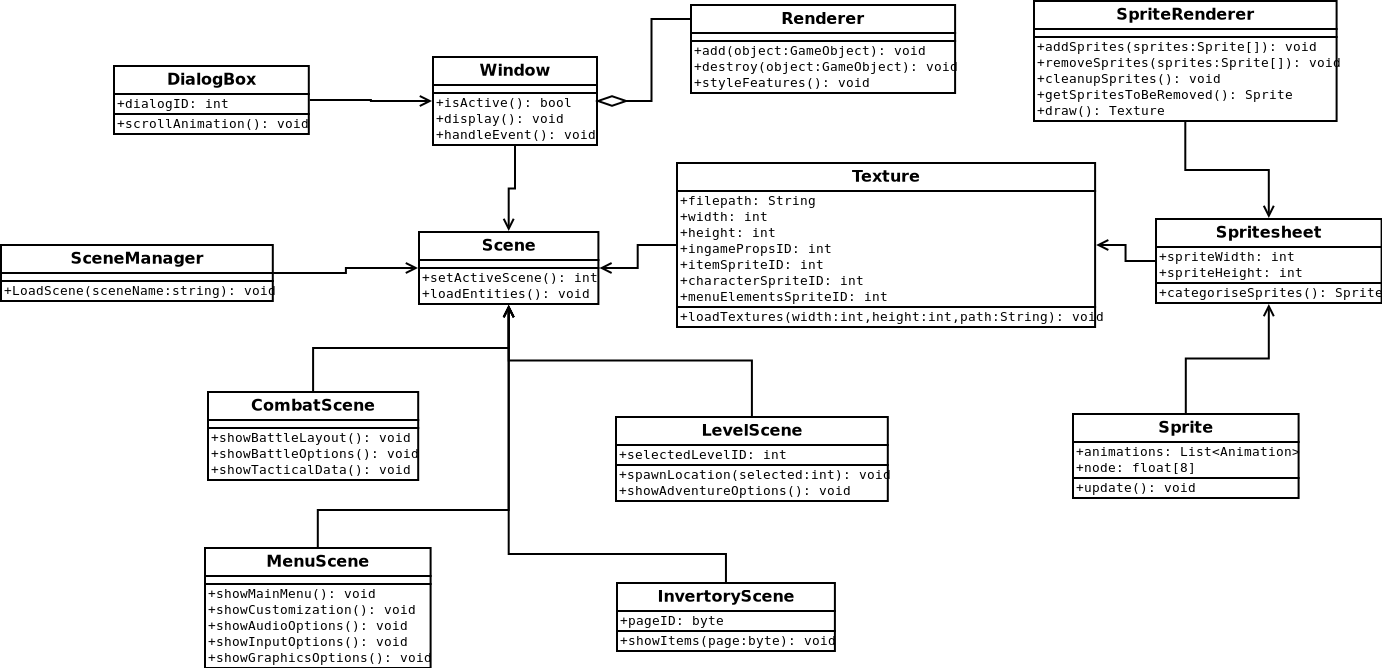 Renderer
+add(object:GameObject): void
+destroy(object:GameObject): void
+styleFeatures(): void
SpriteRenderer
+addSprites(sprites:Sprite[]): void
+removeSprites(sprites:Sprite[]): void
+cleanupSprites(): void
+getSpritesToBeRemoved(): Sprite
+draw(): Texture
DialogBox
+dialogID: int
+scrollAnimation(): void
Window
+isActive(): bool
+display(): void
+handleEvent(): void
Texture
+filepath: String
+width: int
+height: int
+ingamePropsID: int
+itemSpriteID: int
+characterSpriteID: int
+menuElementsSpriteID: int
+loadTextures(width:int,height:int,path:String): void
Spritesheet
+spriteWidth: int
+spriteHeight: int
+categoriseSprites(): Sprite
SceneManager
+LoadScene(sceneName:string): void
Scene
+setActiveScene(): int
+loadEntities(): void
CombatScene
+showBattleLayout(): void
+showBattleOptions(): void
+showTacticalData(): void
LevelScene
+selectedLevelID: int
+spawnLocation(selected:int): void
+showAdventureOptions(): void
Sprite
+animations: List<Animation>
+node: float[8]
+update(): void
MenuScene
+showMainMenu(): void
+showCustomization(): void
+showAudioOptions(): void
+showInputOptions(): void
+showGraphicsOptions(): void
InvertoryScene
+pageID: byte
+showItems(page:byte): void